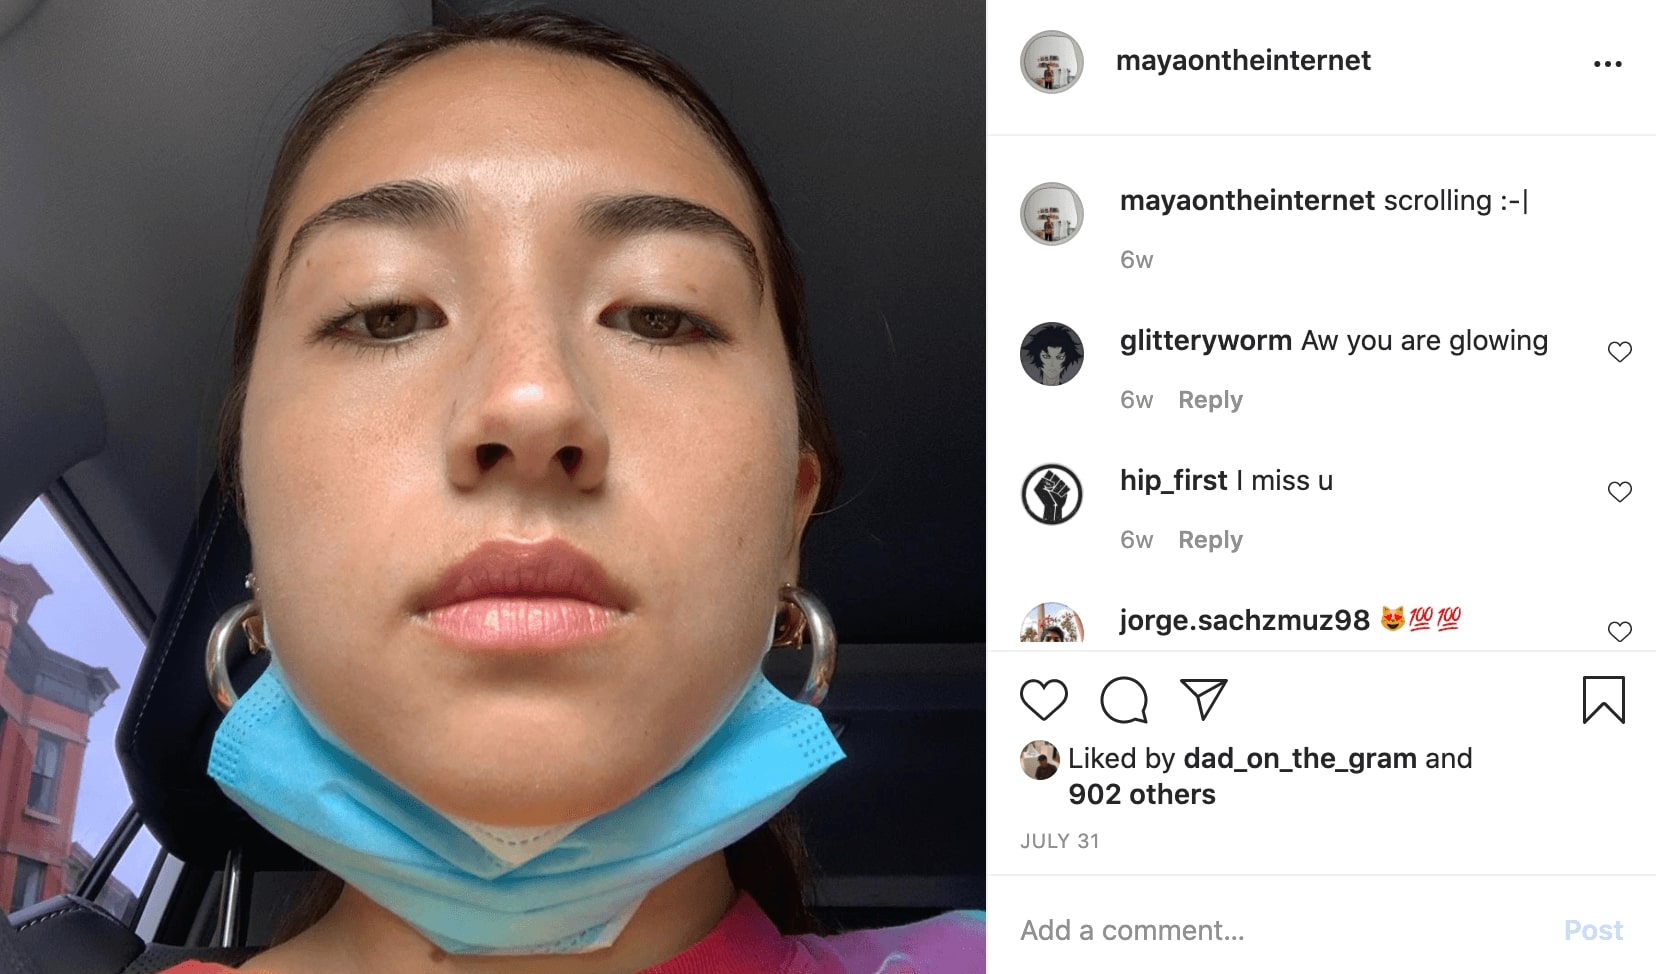 mayaontheinternet
mayaontheinternet scrolling :-|
6w
glitteryworm Aw you are glowing
6w Reply
hip_first I miss u
6w Reply
jorge.sachzmuz98 😻💯💯
Liked by dad_on_the_gram and
902 others
JULY 31
Add a comment... Post